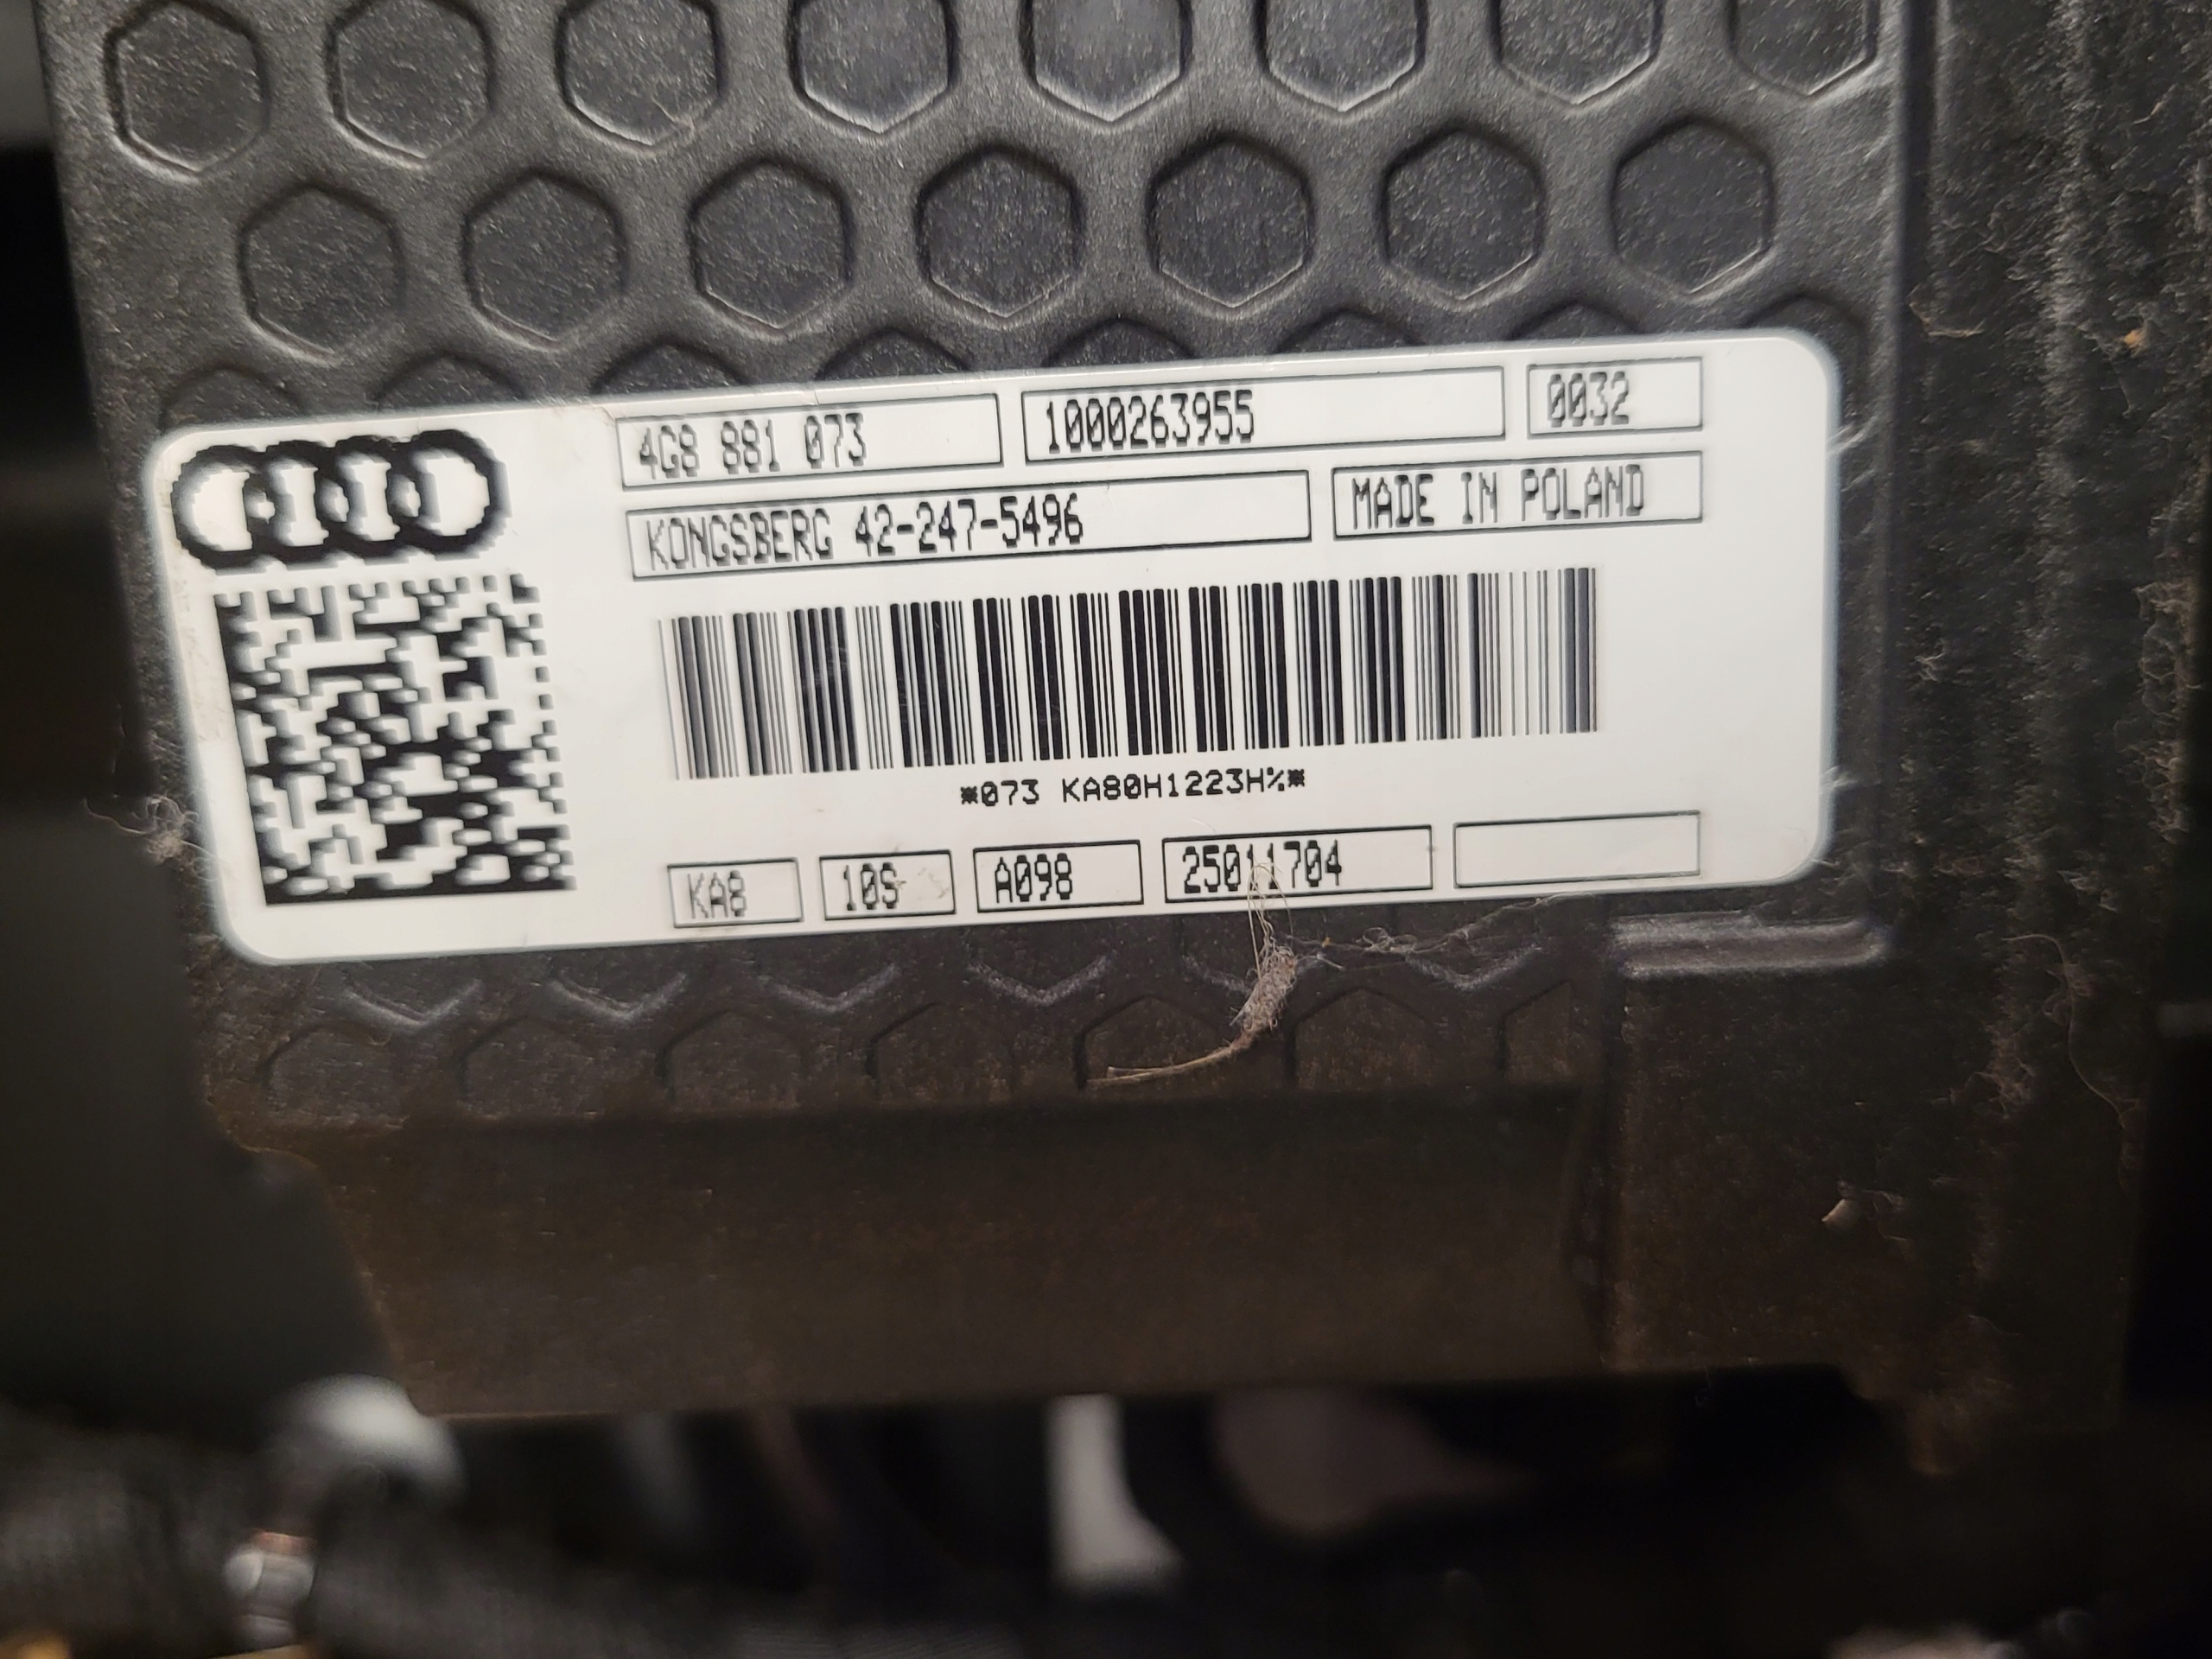 4G8 881 073 1000263955 0032
KONGSBERG 42-247-5496 MADE IN POLAND
*073 KA80H1223H%*
KA8 10S A098 25011704